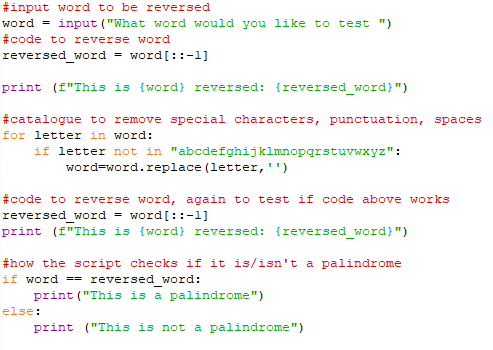 #input word to be reversed
word = input("What word would you like to test ")
#code to reverse word
reversed_word = word[::-1]

print (f"This is {word} reversed: {reversed_word}")

#catalogue to remove special characters, punctuation, spaces
for letter in word:
    if letter not in "abcdefghijklmnopqrstuvwxyz":
        word=word.replace(letter,'')

#code to reverse word, again to test if code above works
reversed_word = word[::-1]
print (f"This is {word} reversed: {reversed_word}")

#how the script checks if it is/isn't a palindrome
if word == reversed_word:
    print("This is a palindrome")
else:
    print ("This is not a palindrome")